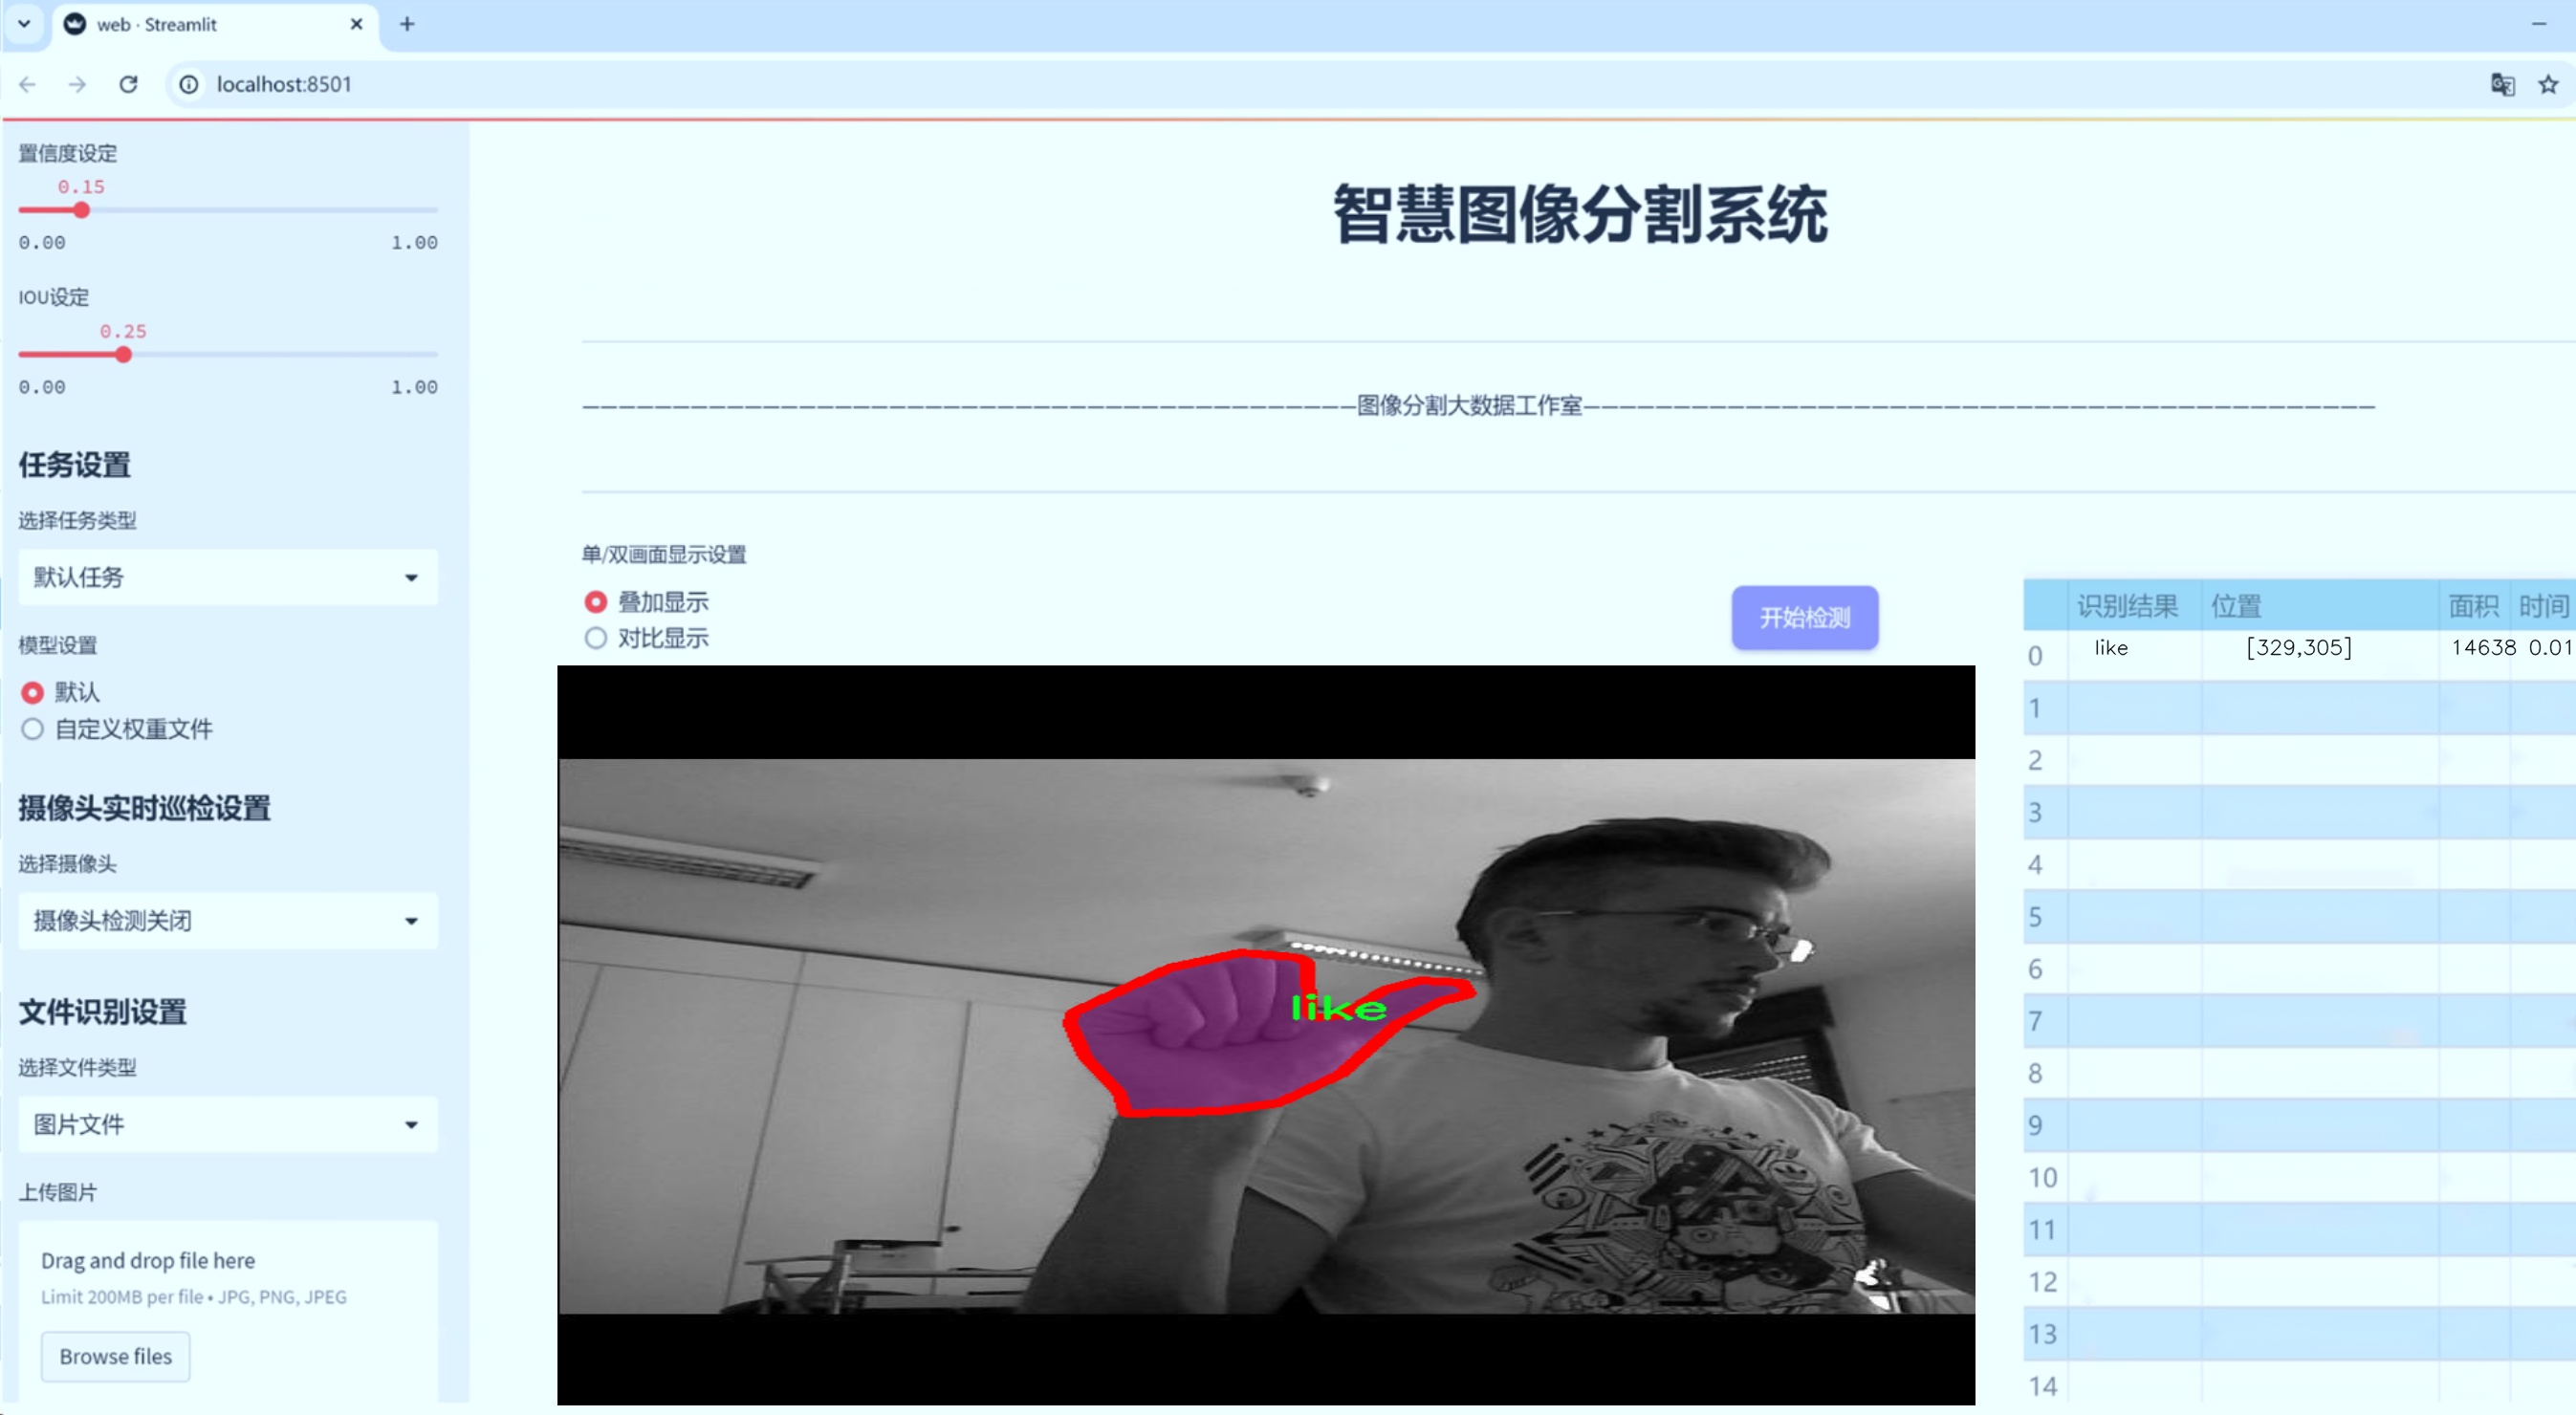 web · Streamlit
localhost:8501
置信度设定
0.15
0.00 1.00
IOU设定
0.25
0.00 1.00
任务设置
选择任务类型
默认任务
模型设置
默认
自定义权重文件
摄像头实时巡检设置
选择摄像头
摄像头检测关闭
文件识别设置
选择文件类型
图片文件
上传图片
Drag and drop file here
Limit 200MB per file • JPG, PNG, JPEG
Browse files
智慧图像分割系统
图像分割大数据工作室
单/双画面显示设置
叠加显示
对比显示
开始检测
like
识别结果 位置 面积 时间
0 like [329,305] 14638 0.01
1
2
3
4
5
6
7
8
9
10
11
12
13
14